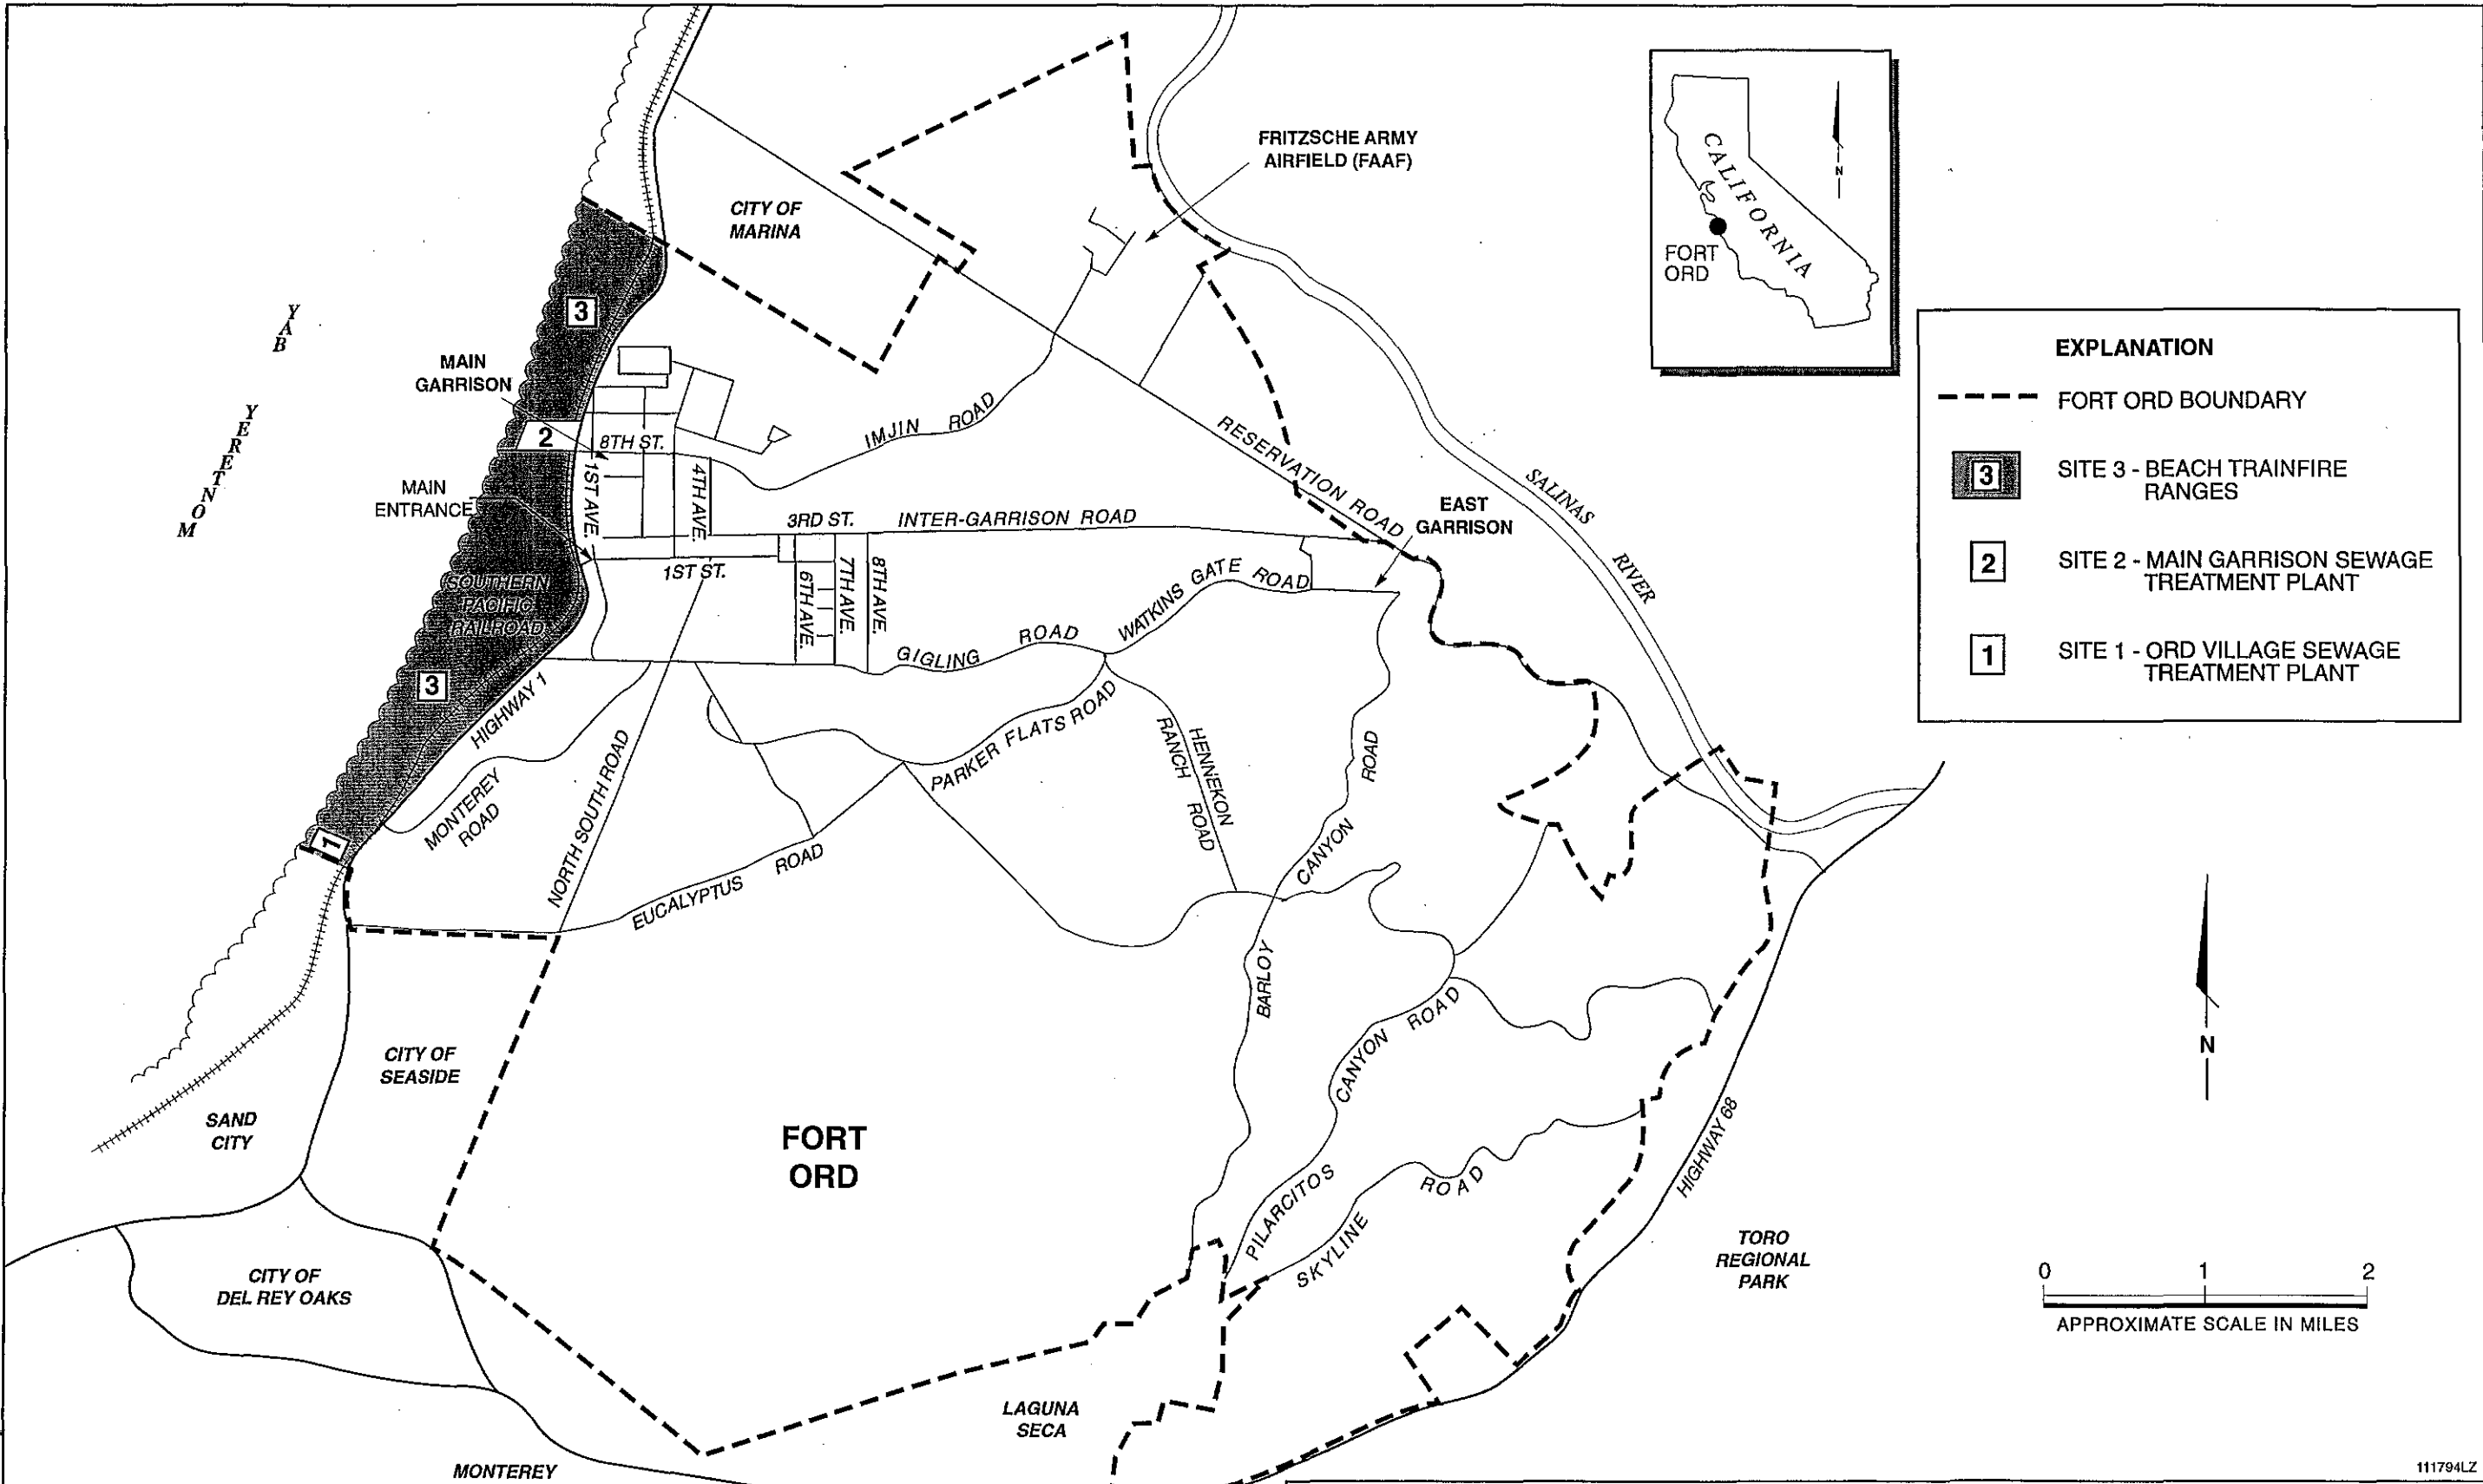 FRITZSCHE ARMY
AIRFIELD (FAAF)
CITY OF
MARINA
CALIFORNIA
N
FORT
ORD
3
MONTEREY
BAY
MAIN
GARRISON
2
8TH ST.
IMJIN ROAD
RESERVATION ROAD
SALINAS
RIVER
MAIN
ENTRANCE
1ST AVE.
4TH AVE.
3RD ST.
INTER-GARRISON ROAD
EAST
GARRISON
1ST ST.
6TH AVE.
7TH AVE.
8TH AVE.
SOUTHERN
PACIFIC
RAILROAD
WATKINS GATE ROAD
GIGLING ROAD
3
HIGHWAY 1
MONTEREY
ROAD
NORTH SOUTH ROAD
PARKER FLATS ROAD
HENNEKON
RANCH ROAD
1
EUCALYPTUS ROAD
BARLOY CANYON ROAD
PILARCITOS CANYON ROAD
SKYLINE ROAD
HIGHWAY 68
CITY OF
SEASIDE
SAND
CITY
FORT
ORD
CITY OF
DEL REY OAKS
TORO
REGIONAL
PARK
LAGUNA
SECA
MONTEREY
EXPLANATION
FORT ORD BOUNDARY
3 SITE 3 - BEACH TRAINFIRE
RANGES
2 SITE 2 - MAIN GARRISON SEWAGE
TREATMENT PLANT
1 SITE 1 - ORD VILLAGE SEWAGE
TREATMENT PLANT
N
0 1 2
APPROXIMATE SCALE IN MILES
111794LZ